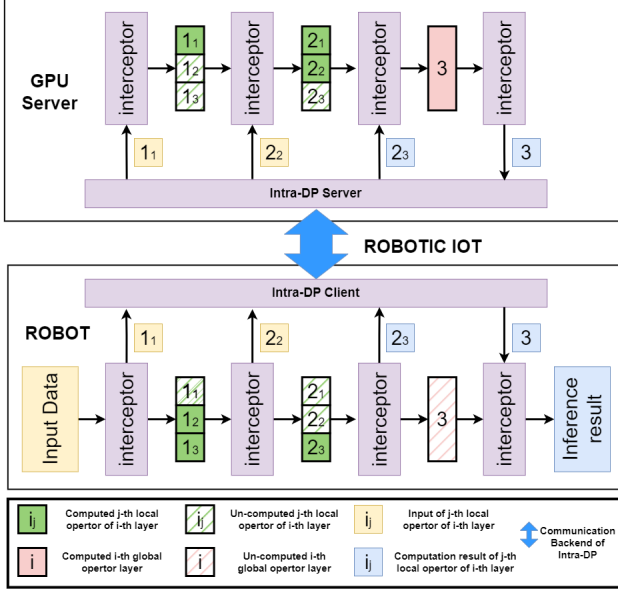 GPU
Server
interceptor
1₁
1₂
1₃
interceptor
2₁
2₂
2₃
interceptor
3
interceptor
1₁
2₂
2₃
3
Intra-DP Server
ROBOTIC IOT
Intra-DP Client
ROBOT
1₁
2₂
2₃
3
Input Data
interceptor
1₁
1₂
1₃
interceptor
2₁
2₂
2₃
interceptor
3
interceptor
Inference
result
iⱼ
Computed j-th local
opertor of i-th layer
iⱼ
Un-computed j-th local
opertor of i-th layer
iⱼ
Input of j-th local
opertor of i-th layer
i
Computed i-th global
opertor layer
i
Un-computed i-th
global opertor layer
iⱼ
Computation result of j-th
local opertor of i-th layer
Communication
Backend of
Intra-DP